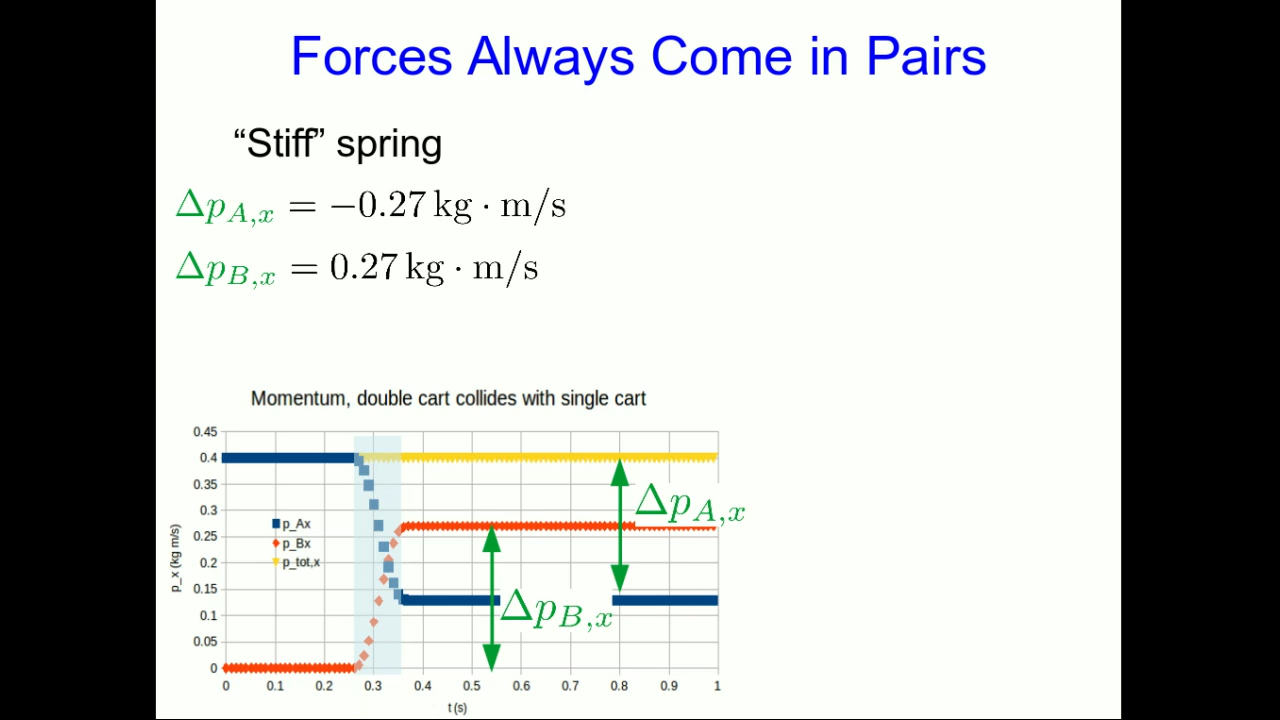 Forces Always Come in Pairs
“Stiff” spring
Δp_{A,x} = −0.27 kg · m/s
Δp_{B,x} = 0.27 kg · m/s
Momentum, double cart collides with single cart
0.45
0.4
0.35
0.3
0.25
0.2
0.15
0.1
0.05
0
p_x (kg m/s)
p_Ax
p_Bx
p_tot,x
Δp_{A,x}
Δp_{B,x}
0 0.1 0.2 0.3 0.4 0.5 0.6 0.7 0.8 0.9 1
t (s)